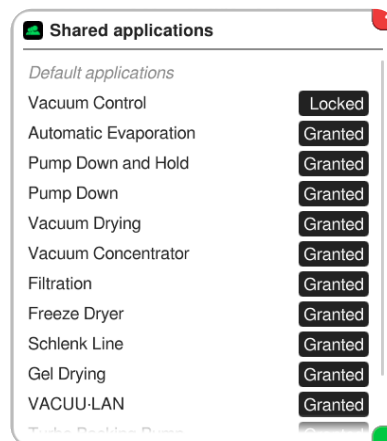 Shared applications
Default applications
Vacuum Control Locked
Automatic Evaporation Granted
Pump Down and Hold Granted
Pump Down Granted
Vacuum Drying Granted
Vacuum Concentrator Granted
Filtration Granted
Freeze Dryer Granted
Schlenk Line Granted
Gel Drying Granted
VACUU·LAN Granted